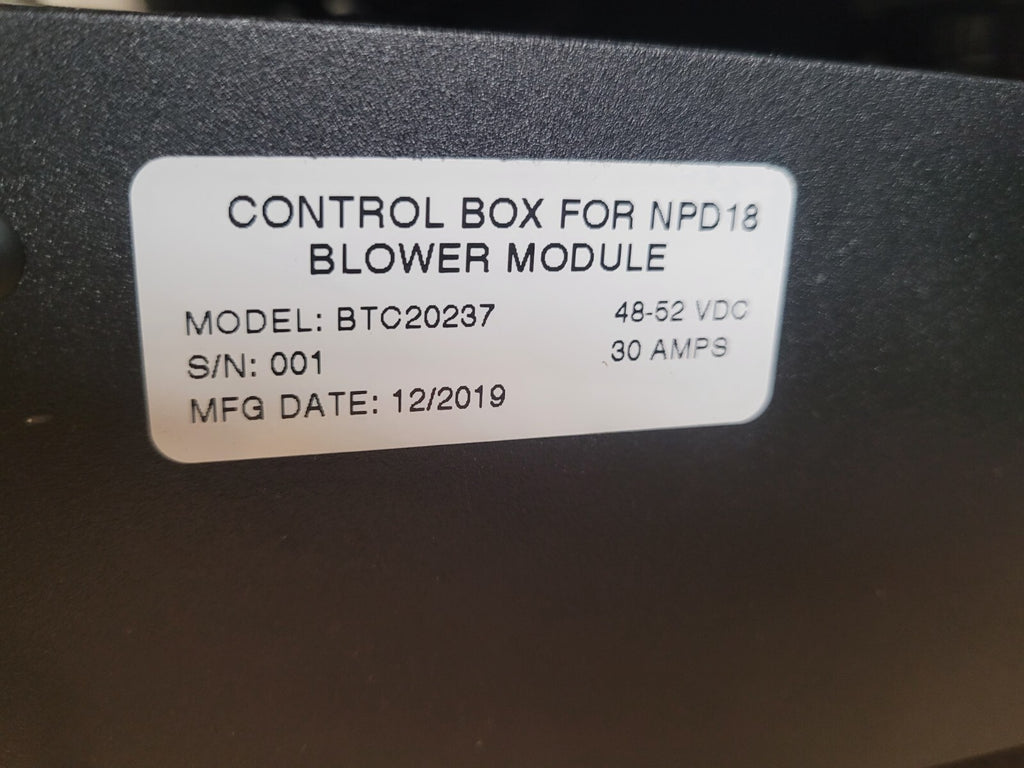 CONTROL BOX FOR NPD18
BLOWER MODULE
MODEL: BTC20237 48-52 VDC
S/N: 001 30 AMPS
MFG DATE: 12/2019